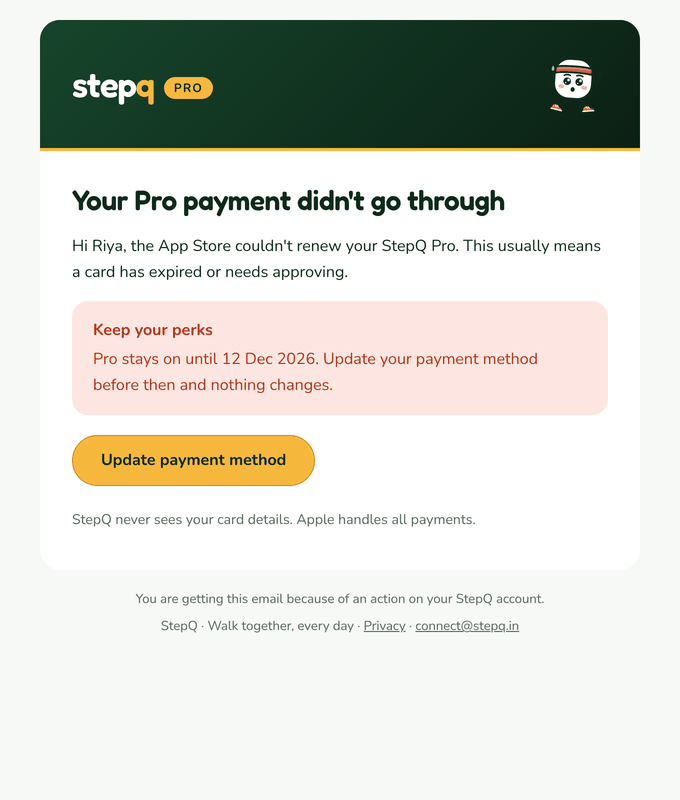 stepq PRO
Your Pro payment didn't go through
Hi Riya, the App Store couldn't renew your StepQ Pro. This usually means
a card has expired or needs approving.
Keep your perks
Pro stays on until 12 Dec 2026. Update your payment method
before then and nothing changes.
Update payment method
StepQ never sees your card details. Apple handles all payments.
You are getting this email because of an action on your StepQ account.
StepQ · Walk together, every day · Privacy · connect@stepq.in